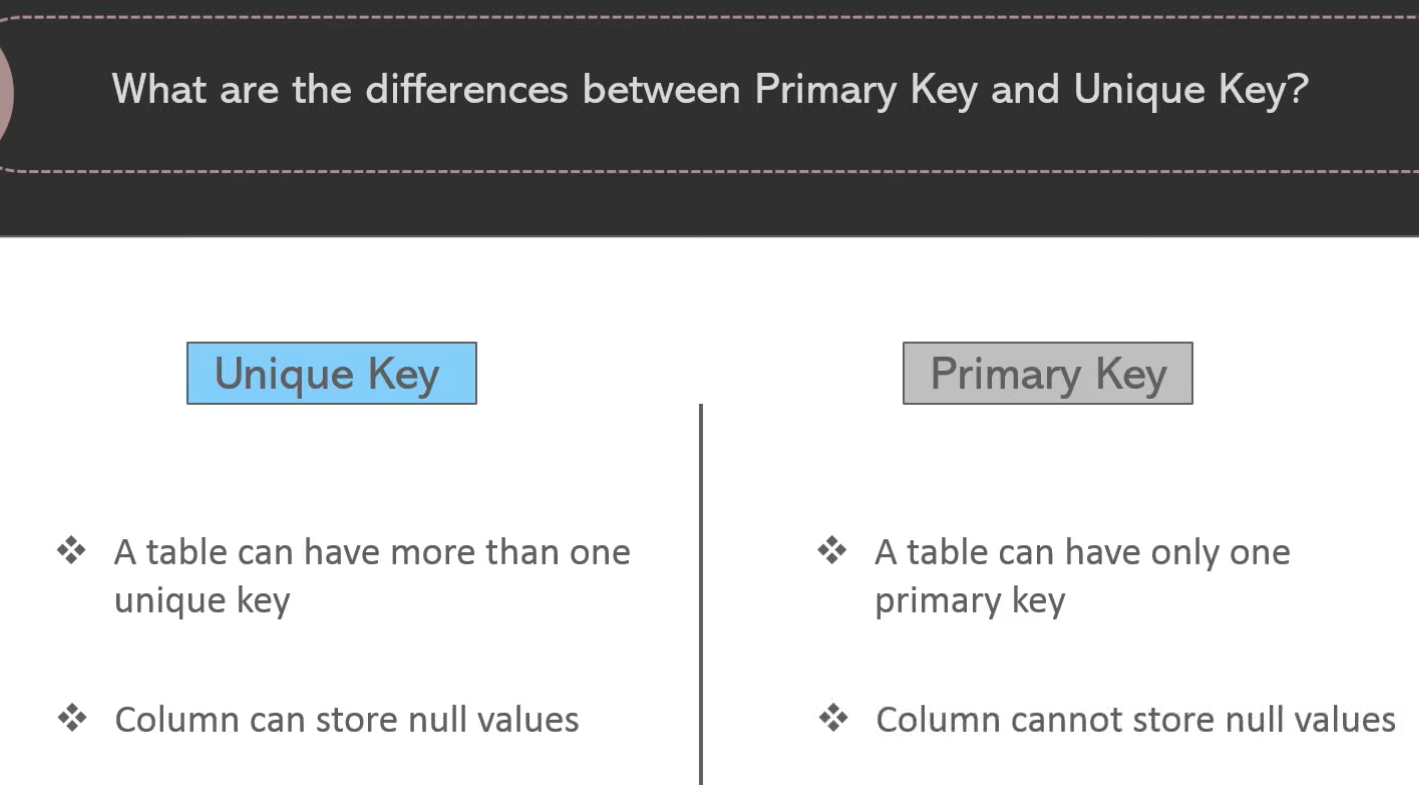 What are the differences between Primary Key and Unique Key?
Unique Key
❖ A table can have more than one
unique key
❖ Column can store null values
Primary Key
❖ A table can have only one
primary key
❖ Column cannot store null values